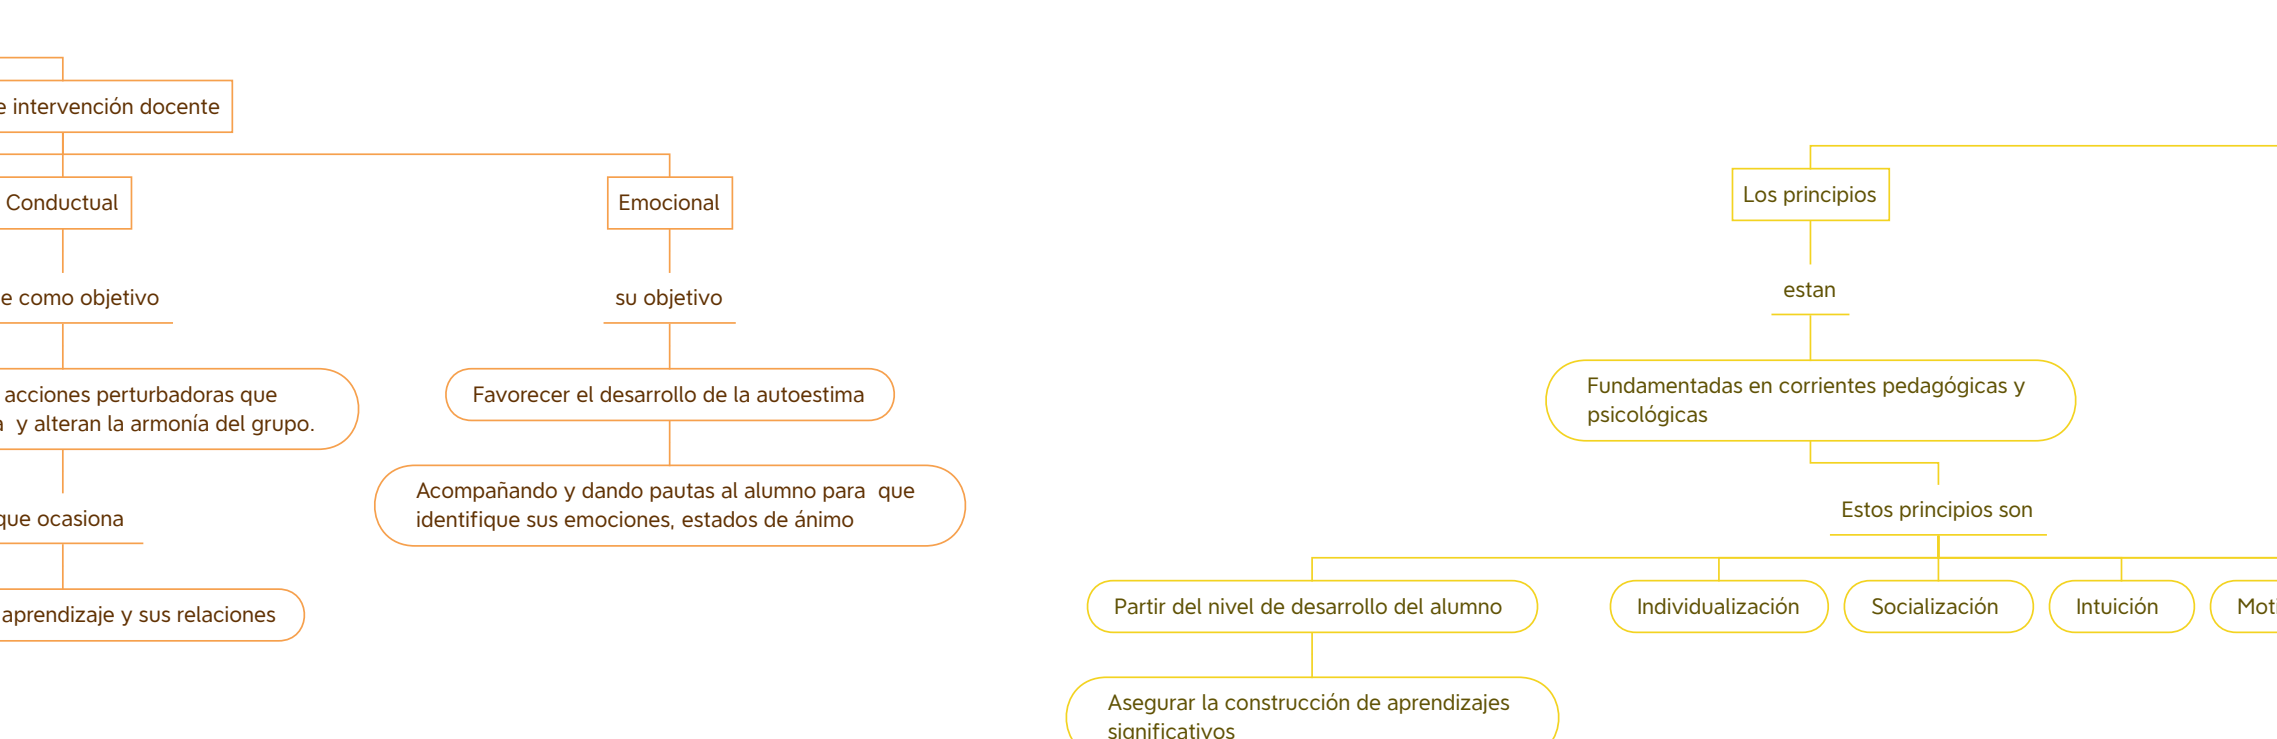 e intervención docente
Conductual
e como objetivo
acciones perturbadoras que
a y alteran la armonía del grupo.
que ocasiona
aprendizaje y sus relaciones
Emocional
su objetivo
Favorecer el desarrollo de la autoestima
Acompañando y dando pautas al alumno para que
identifique sus emociones, estados de ánimo
Los principios
estan
Fundamentadas en corrientes pedagógicas y
psicológicas
Estos principios son
Partir del nivel de desarrollo del alumno
Individualización
Socialización
Intuición
Moti
Asegurar la construcción de aprendizajes
significativos